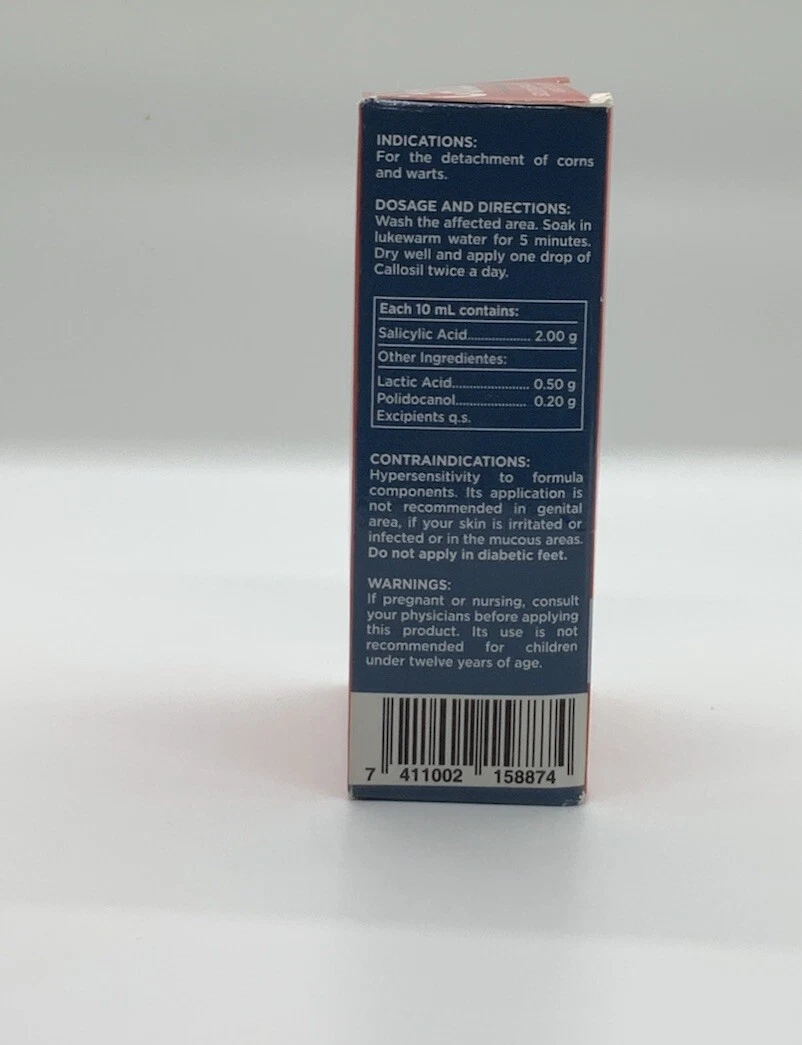 INDICATIONS:
For the detachment of corns
and warts.
DOSAGE AND DIRECTIONS:
Wash the affected area. Soak in
lukewarm water for 5 minutes.
Dry well and apply one drop of
Callosil twice a day.
Each 10 mL contains:
Salicylic Acid.................... 2.00 g
Other Ingredientes:
Lactic Acid........................ 0.50 g
Polidocanol...................... 0.20 g
Excipients q.s.
CONTRAINDICATIONS:
Hypersensitivity to formula
components. Its application is
not recommended in genital
area, if your skin is irritated or
infected or in the mucous areas.
Do not apply in diabetic feet.
WARNINGS:
If pregnant or nursing, consult
your physicians before applying
this product. Its use is not
recommended for children
under twelve years of age.
7 411002 158874